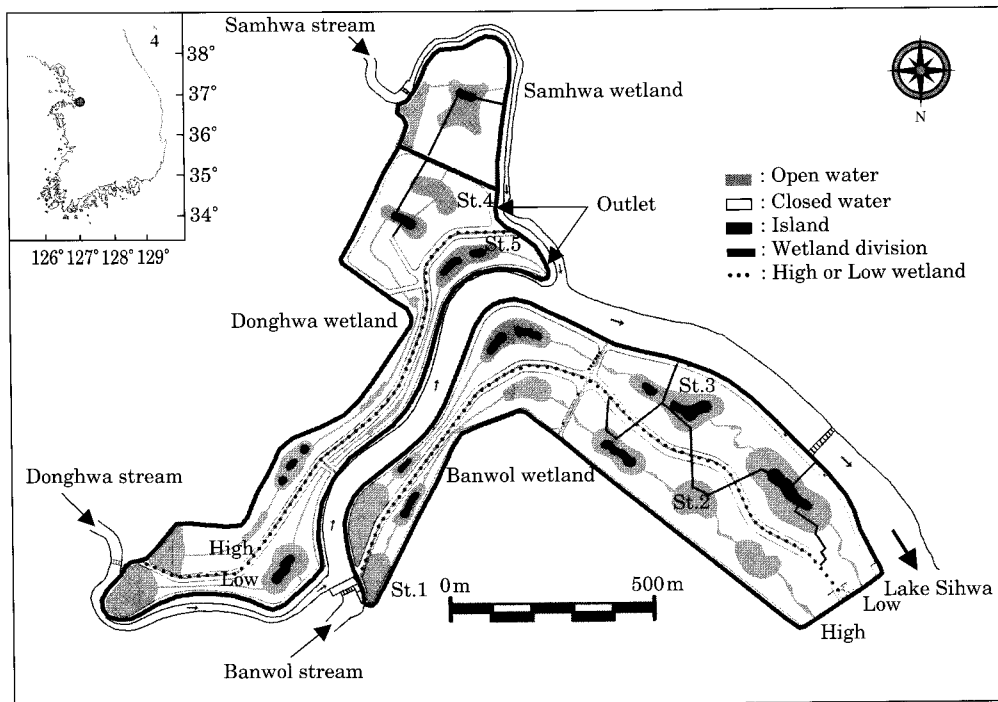 Samhwa stream
4
38°
37°
36°
35°
34°
126° 127° 128° 129°
Samhwa wetland
N
: Open water
: Closed water
: Island
: Wetland division
: High or Low wetland
St.4
Outlet
St.5
Donghwa wetland
St.3
Banwol wetland
St.2
Donghwa stream
High
Low
St.1
0 m
500 m
Banwol stream
Lake Sihwa
Low
High